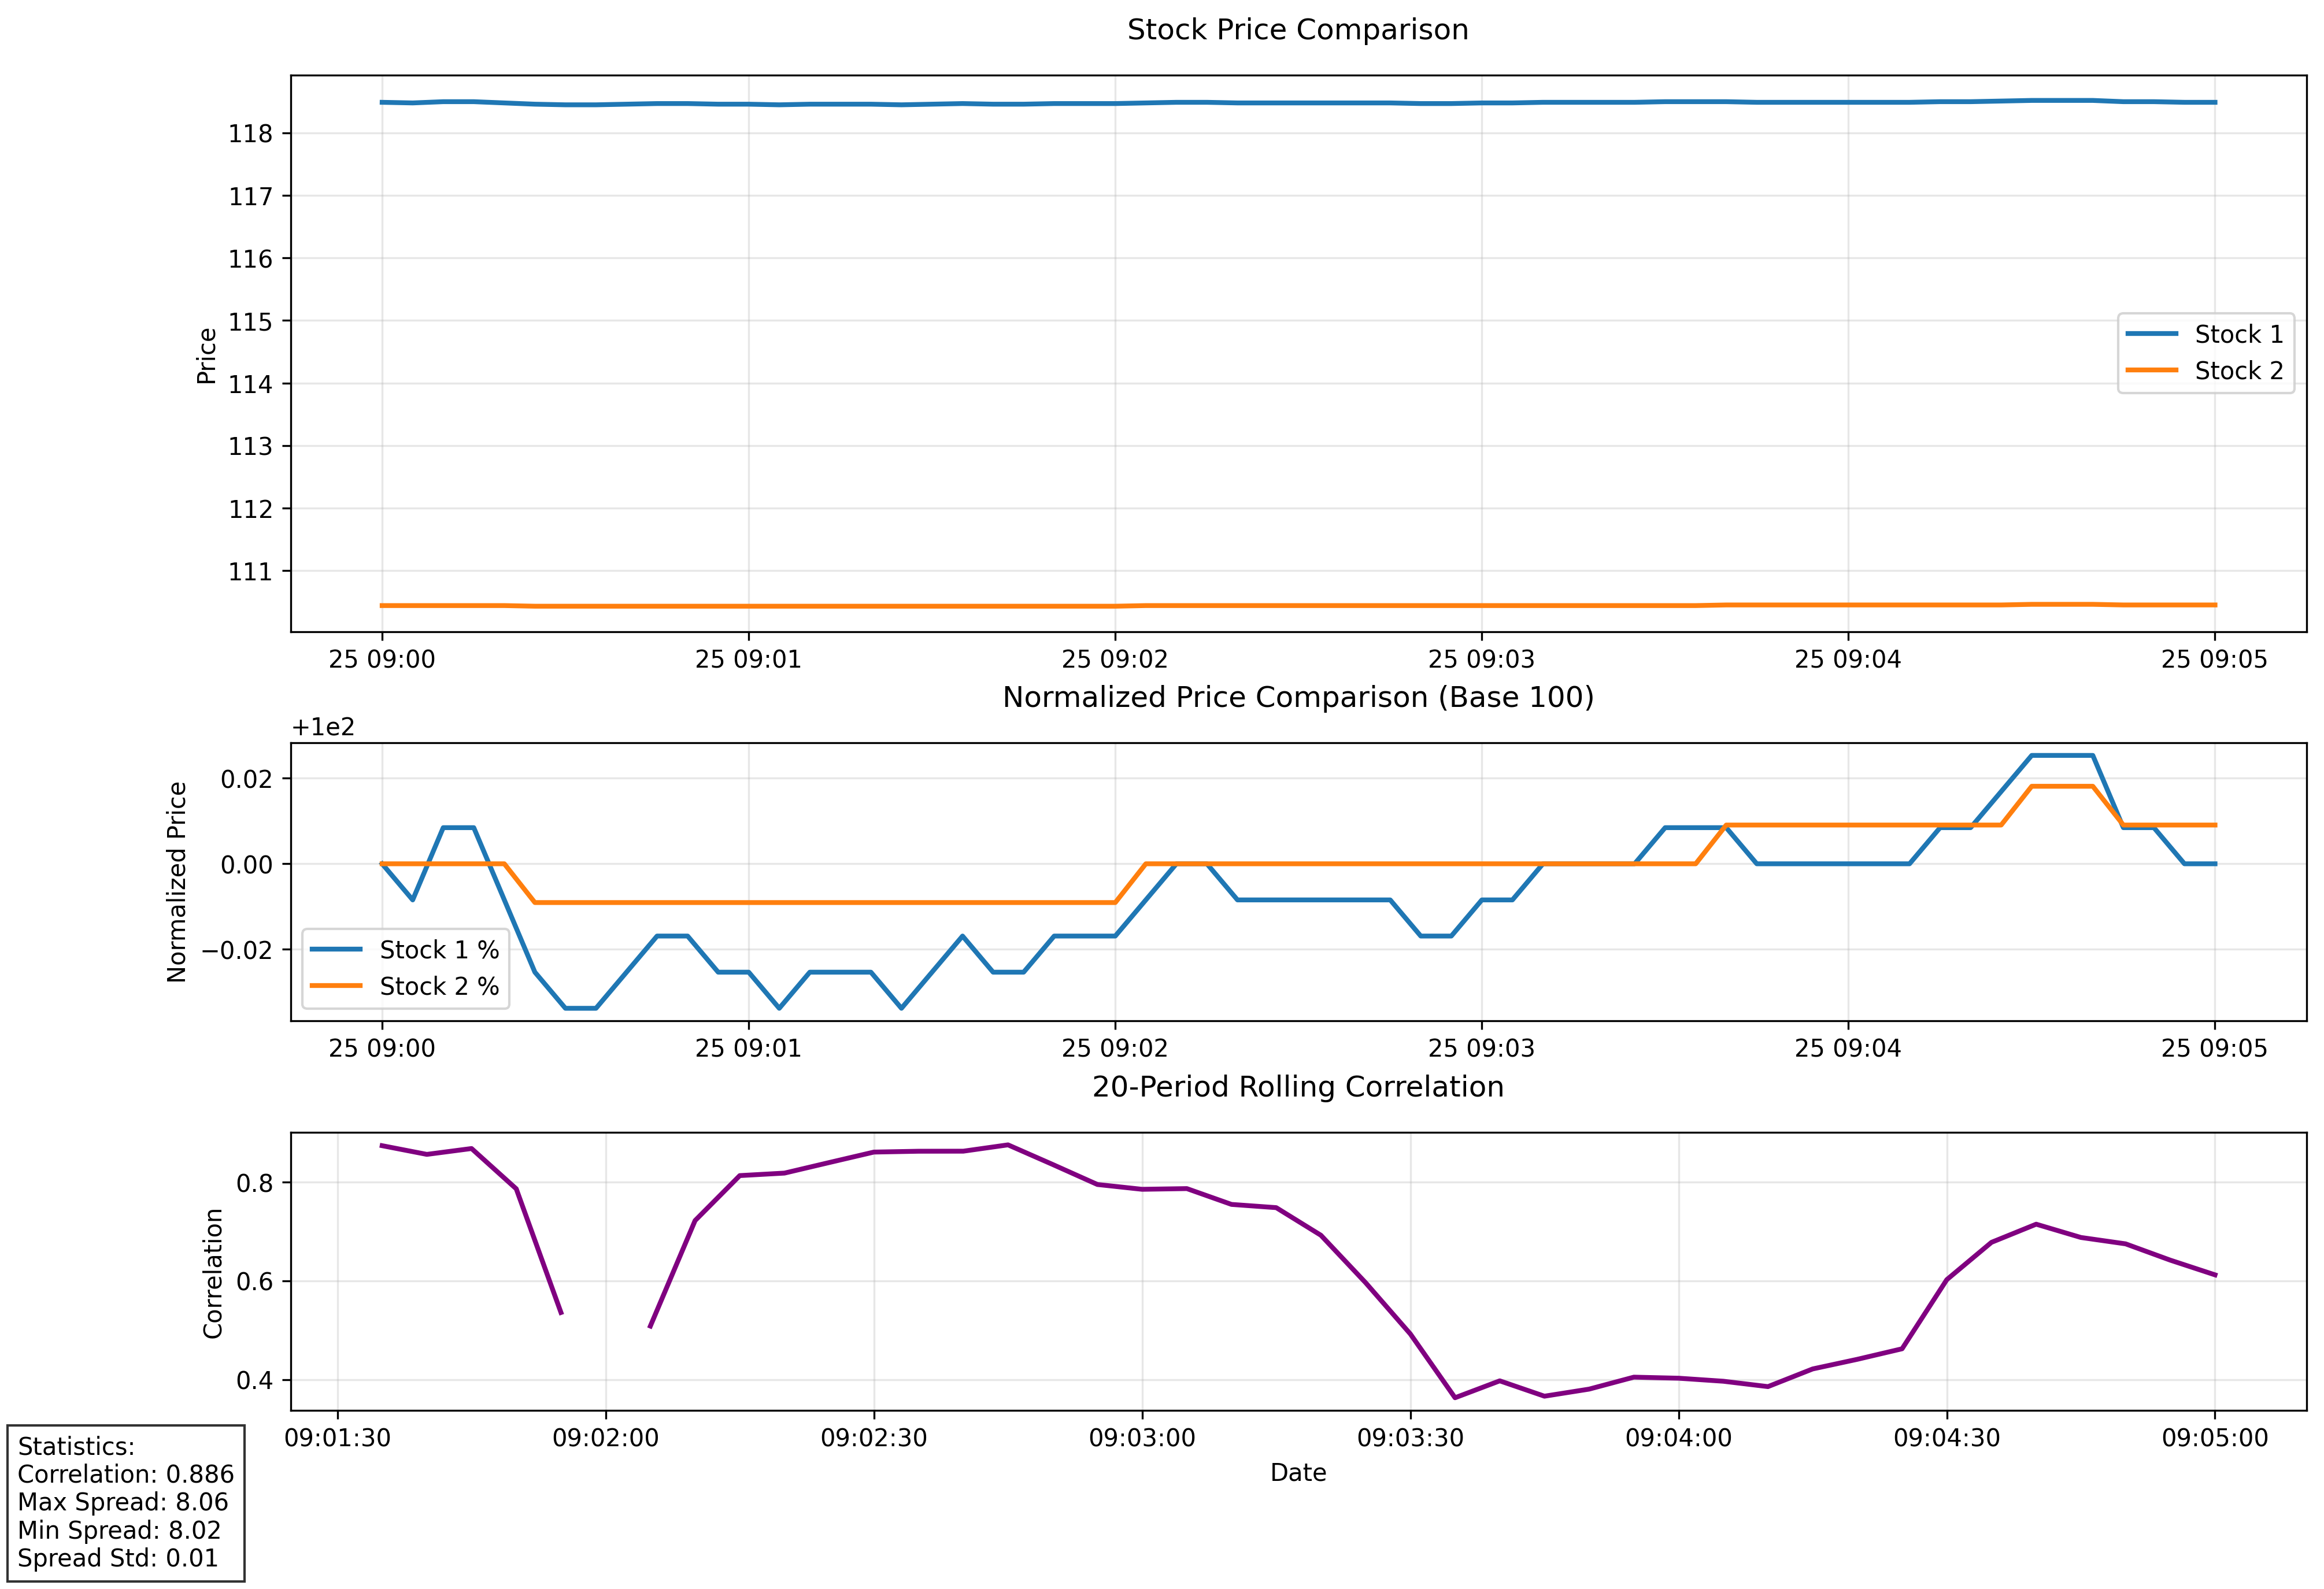 Stock Price Comparison
118
117
116
115
114
113
112
111
Price
Stock 1
Stock 2
25 09:00 25 09:01 25 09:02 25 09:03 25 09:04 25 09:05
Normalized Price Comparison (Base 100)
+1e2
0.02
0.00
−0.02
Normalized Price
Stock 1 %
Stock 2 %
25 09:00 25 09:01 25 09:02 25 09:03 25 09:04 25 09:05
20-Period Rolling Correlation
0.8
0.6
0.4
Correlation
09:01:30 09:02:00 09:02:30 09:03:00 09:03:30 09:04:00 09:04:30 09:05:00
Date
Statistics:
Correlation: 0.886
Max Spread: 8.06
Min Spread: 8.02
Spread Std: 0.01